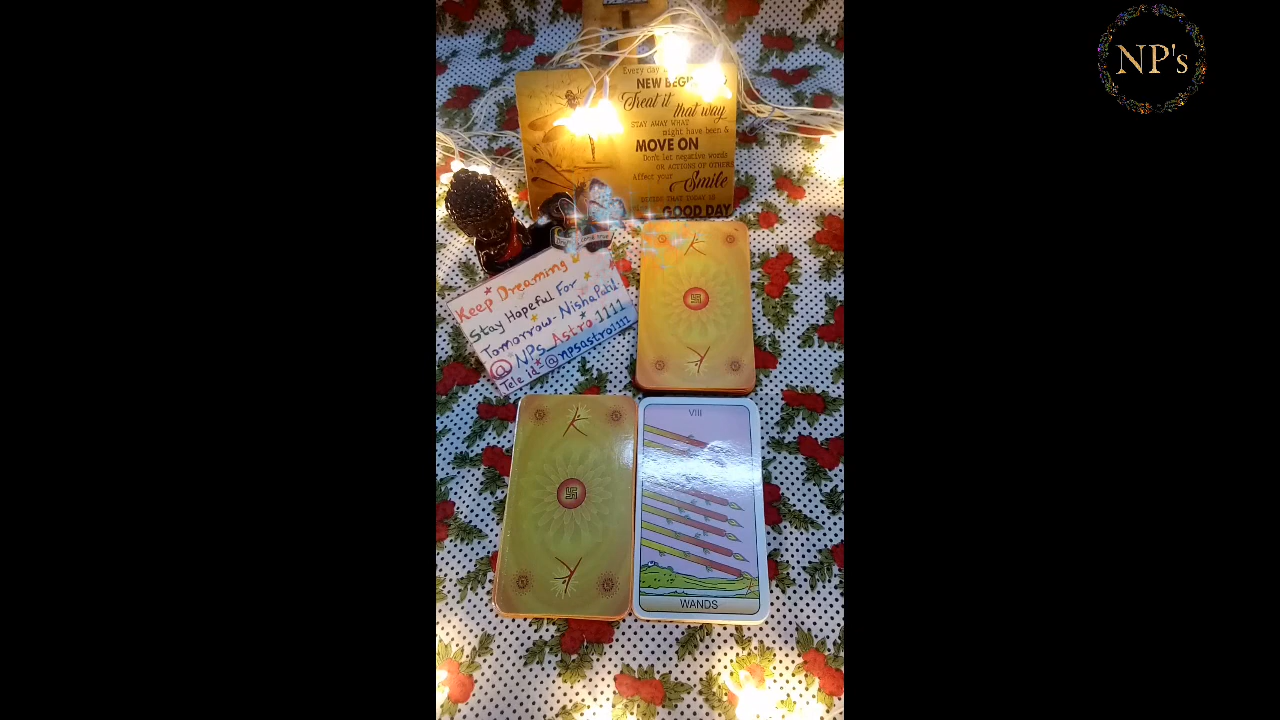 NP's
Every day
NEW BEGIN
Treat it that way
STAY AWAY WHAT
might have been &
MOVE ON
Don't let negative words
OR ACTIONS OF OTHERS
Affect your Smile
GOOD DAY
Keep Dreaming
Stay Hopeful For
Tomorrow-Nisha Patil
@ NPs Astro 1111
Tele Id-@npsastro1111
VIII
WANDS